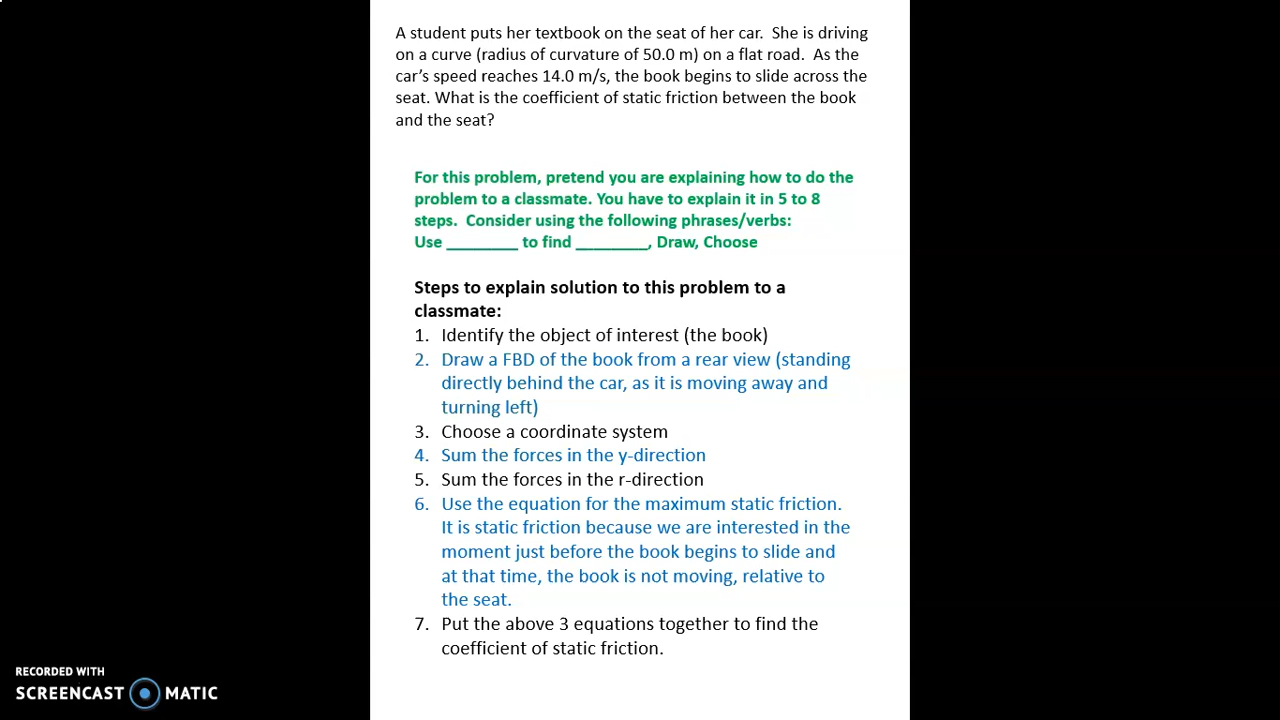 A student puts her textbook on the seat of her car.  She is driving
on a curve (radius of curvature of 50.0 m) on a flat road.  As the
car's speed reaches 14.0 m/s, the book begins to slide across the
seat. What is the coefficient of static friction between the book
and the seat?
For this problem, pretend you are explaining how to do the
problem to a classmate. You have to explain it in 5 to 8
steps.  Consider using the following phrases/verbs:
Use ________ to find ________, Draw, Choose
Steps to explain solution to this problem to a
classmate:
1. Identify the object of interest (the book)
2. Draw a FBD of the book from a rear view (standing
directly behind the car, as it is moving away and
turning left)
3. Choose a coordinate system
4. Sum the forces in the y-direction
5. Sum the forces in the r-direction
6. Use the equation for the maximum static friction.
It is static friction because we are interested in the
moment just before the book begins to slide and
at that time, the book is not moving, relative to
the seat.
7. Put the above 3 equations together to find the
coefficient of static friction.
RECORDED WITH
SCREENCAST MATIC